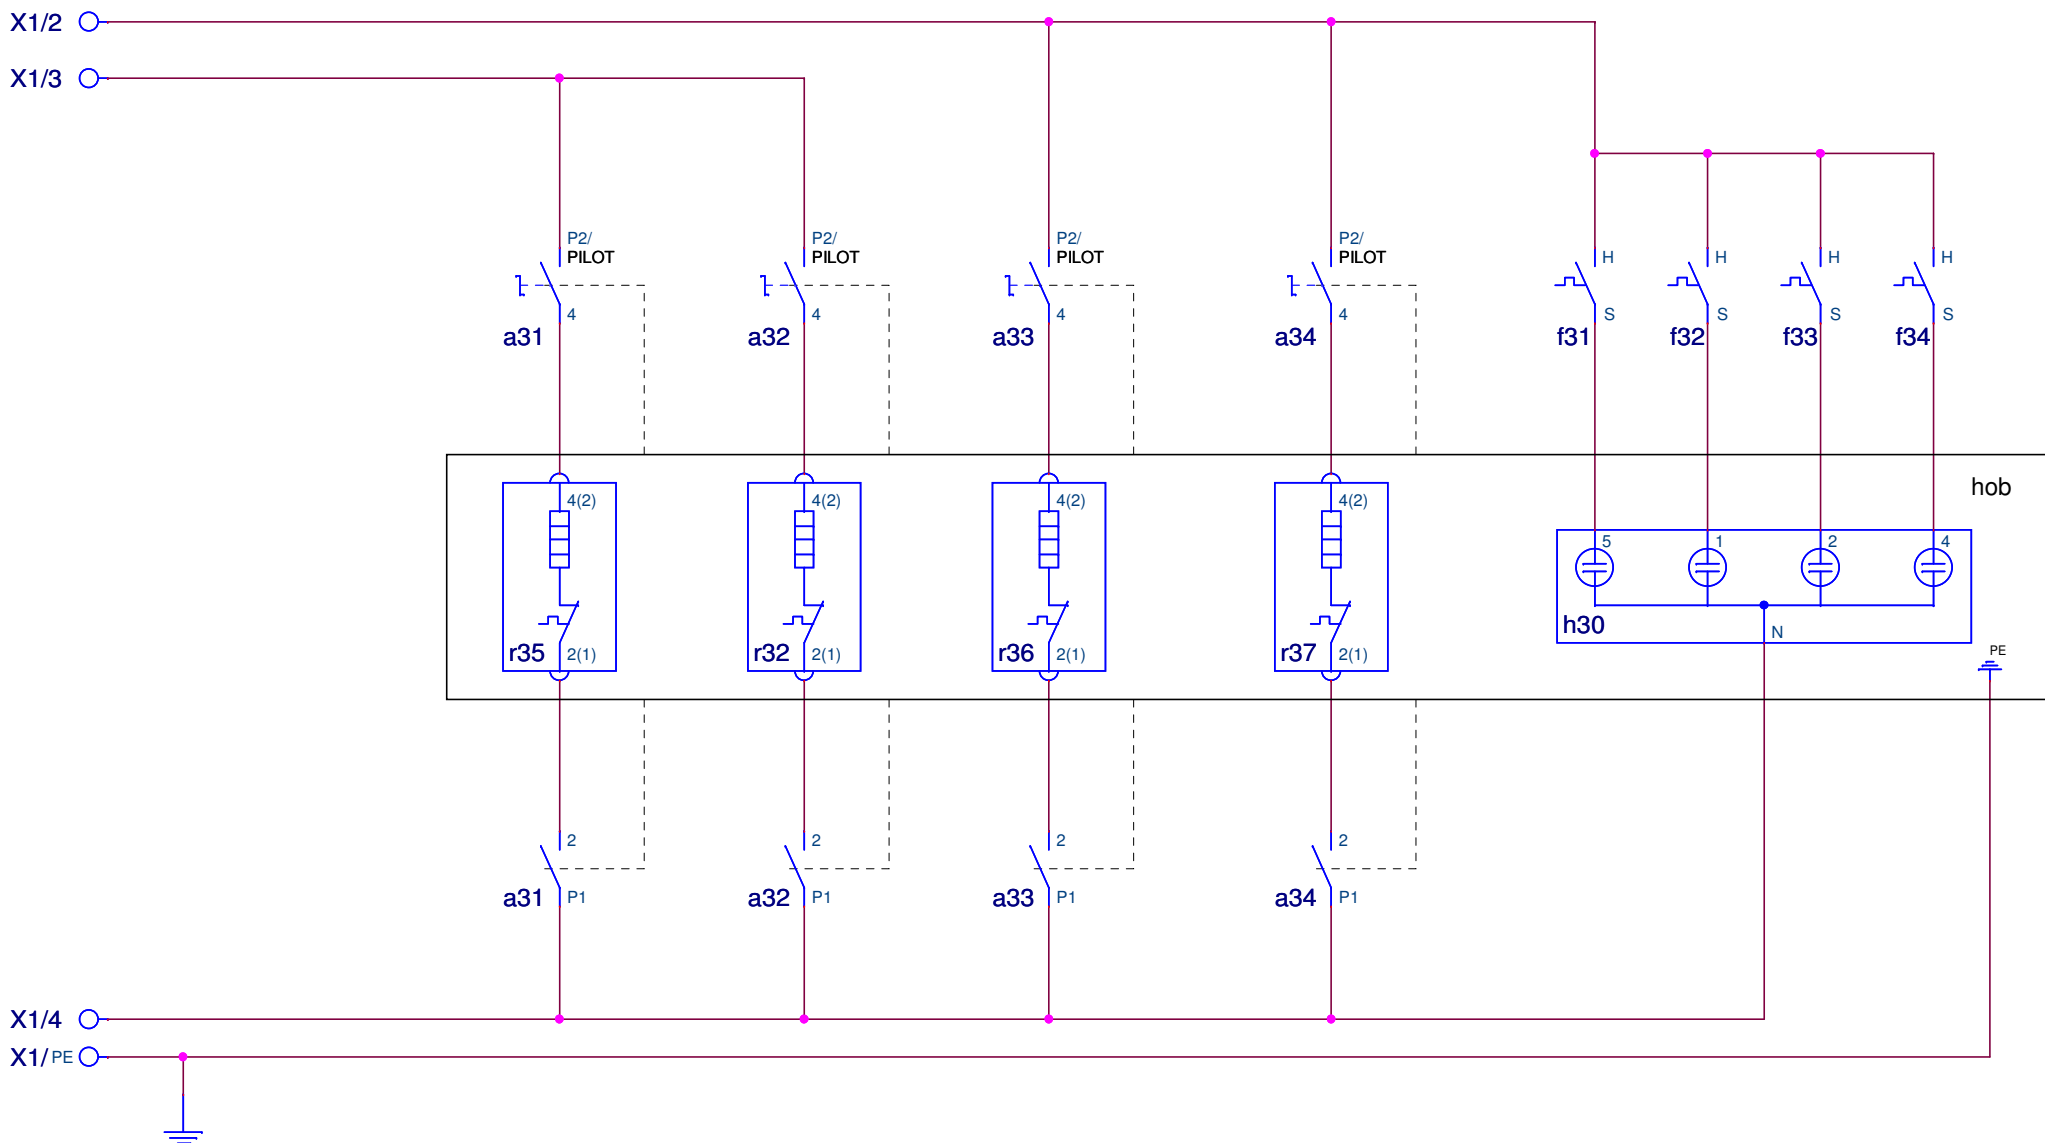 X1/2
X1/3
P2/ P2/ P2/ P2/
PILOT PILOT PILOT PILOT H H H H
4 4 4 4 S S S S
a31 a32 a33 a34 f31 f32 f33 f34
hob
4(2) 4(2) 4(2) 4(2)
5 1 2 4
h30 N
r35 2(1) r32 2(1) r36 2(1) r37 2(1) PE
2 2 2 2
a31 P1 a32 P1 a33 P1 a34 P1
X1/4
X1/PE